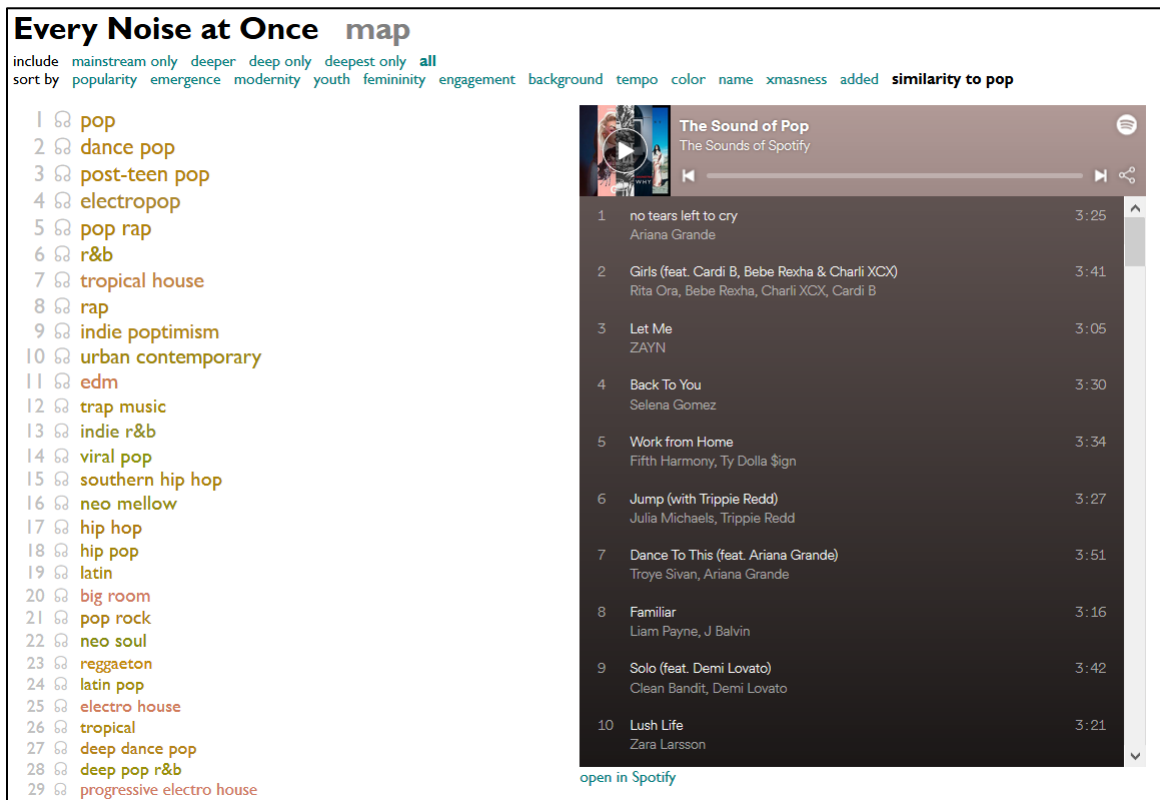 Every Noise at Once map
include mainstream only deeper deep only deepest only all
sort by popularity emergence modernity youth femininity engagement background tempo color name xmasness added similarity to pop
1 pop
2 dance pop
3 post-teen pop
4 electropop
5 pop rap
6 r&b
7 tropical house
8 rap
9 indie poptimism
10 urban contemporary
11 edm
12 trap music
13 indie r&b
14 viral pop
15 southern hip hop
16 neo mellow
17 hip hop
18 hip pop
19 latin
20 big room
21 pop rock
22 neo soul
23 reggaeton
24 latin pop
25 electro house
26 tropical
27 deep dance pop
28 deep pop r&b
29 progressive electro house
WHY
The Sound of Pop
The Sounds of Spotify
1 no tears left to cry 3:25
Ariana Grande
2 Girls (feat. Cardi B, Bebe Rexha & Charli XCX) 3:41
Rita Ora, Bebe Rexha, Charli XCX, Cardi B
3 Let Me 3:05
ZAYN
4 Back To You 3:30
Selena Gomez
5 Work from Home 3:34
Fifth Harmony, Ty Dolla $ign
6 Jump (with Trippie Redd) 3:27
Julia Michaels, Trippie Redd
7 Dance To This (feat. Ariana Grande) 3:51
Troye Sivan, Ariana Grande
8 Familiar 3:16
Liam Payne, J Balvin
9 Solo (feat. Demi Lovato) 3:42
Clean Bandit, Demi Lovato
10 Lush Life 3:21
Zara Larsson
open in Spotify